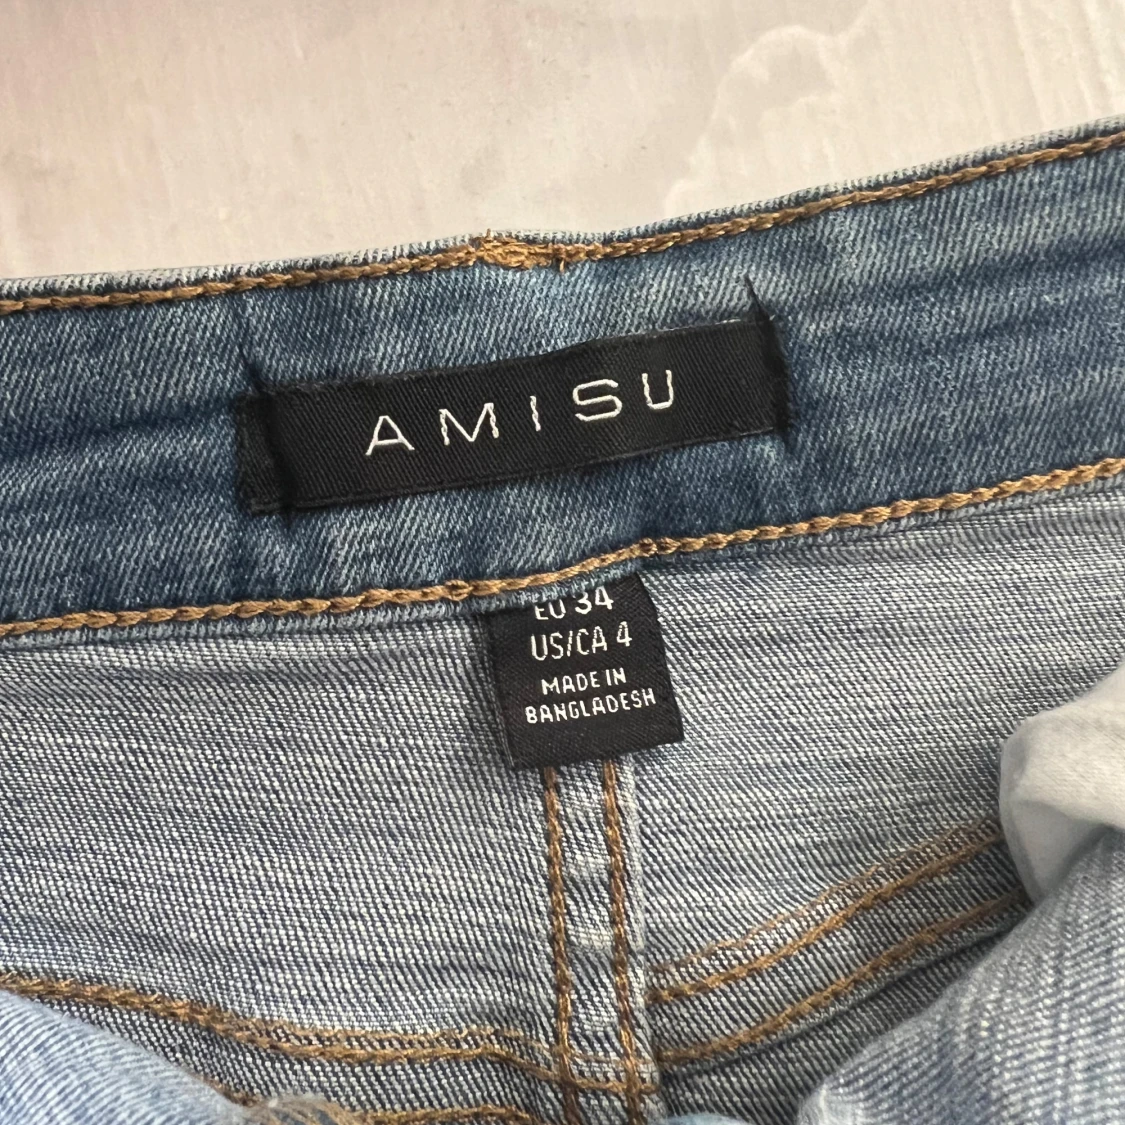 AMISU
EU 34
US/CA 4
MADE IN
BANGLADESH